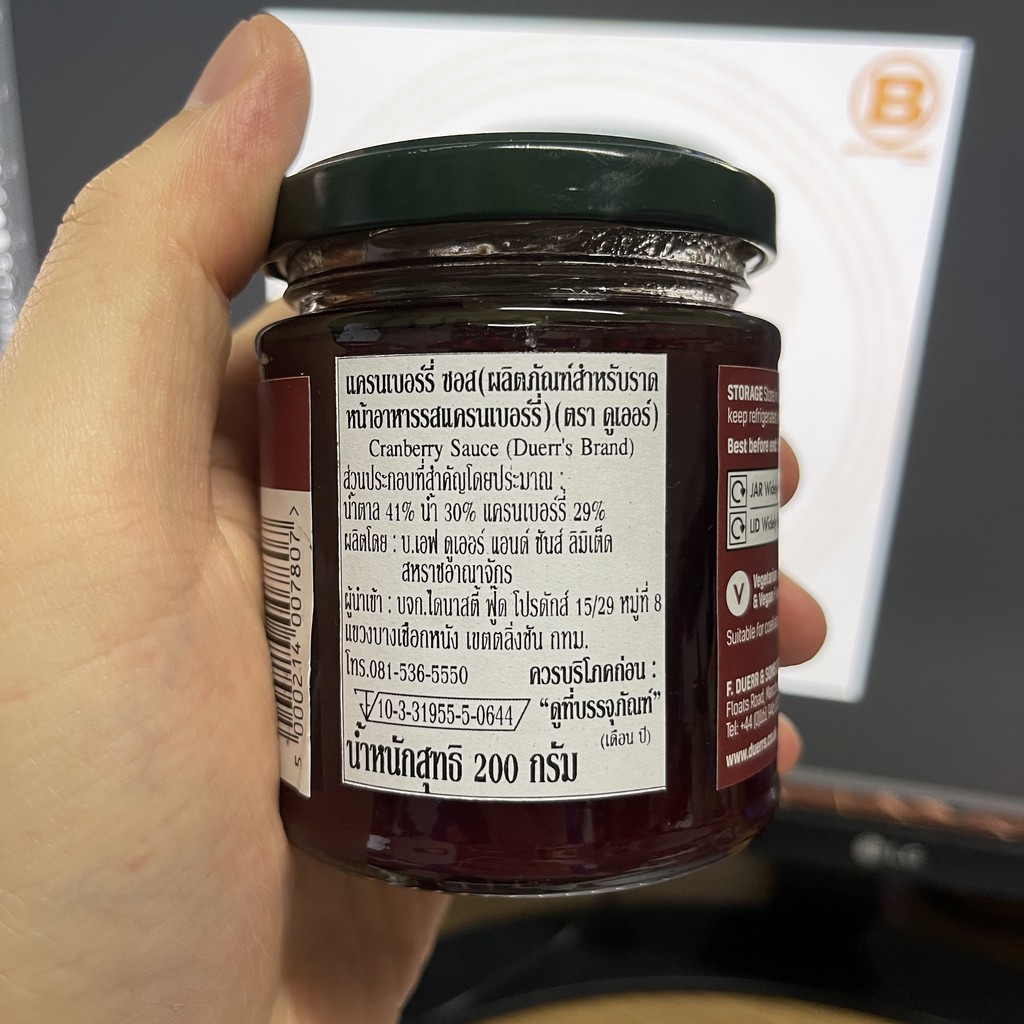 B
แครนเบอร์รี่ ซอส(ผลิตภัณฑ์สำหรับราด
หน้าอาหารรสแครนเบอร์รี่)(ตรา ดูเออร์)
Cranberry Sauce (Duerr's Brand)
ส่วนประกอบที่สำคัญโดยประมาณ :
น้ำตาล 41% น้ำ 30% แครนเบอร์รี่ 29%
ผลิตโดย : บ.เอฟ ดูเออร์ แอนด์ ซันส์ ลิมิเต็ด
สหราชอาณาจักร
ผู้นำเข้า : บจก.ไดนาสตี้ ฟู๊ด โปรดักส์ 15/29 หมู่ที่ 8
แขวงบางเชือกหนัง เขตตลิ่งชัน กทม.
โทร.081-536-5550 ควรบริโภคก่อน :
10-3-31955-5-0644 "ดูที่บรรจุภัณฑ์"
(เดือน ปี)
น้ำหนักสุทธิ 200 กรัม
5 000214 007807 >
STORAGE
keep refrigerated
Best before end:
JAR
LID
V
Vegetarian
& Vegan
Suitable for
F. DUERR & SONS
Floats Road,
Tel: +44
www.duerrs.co.uk
LG